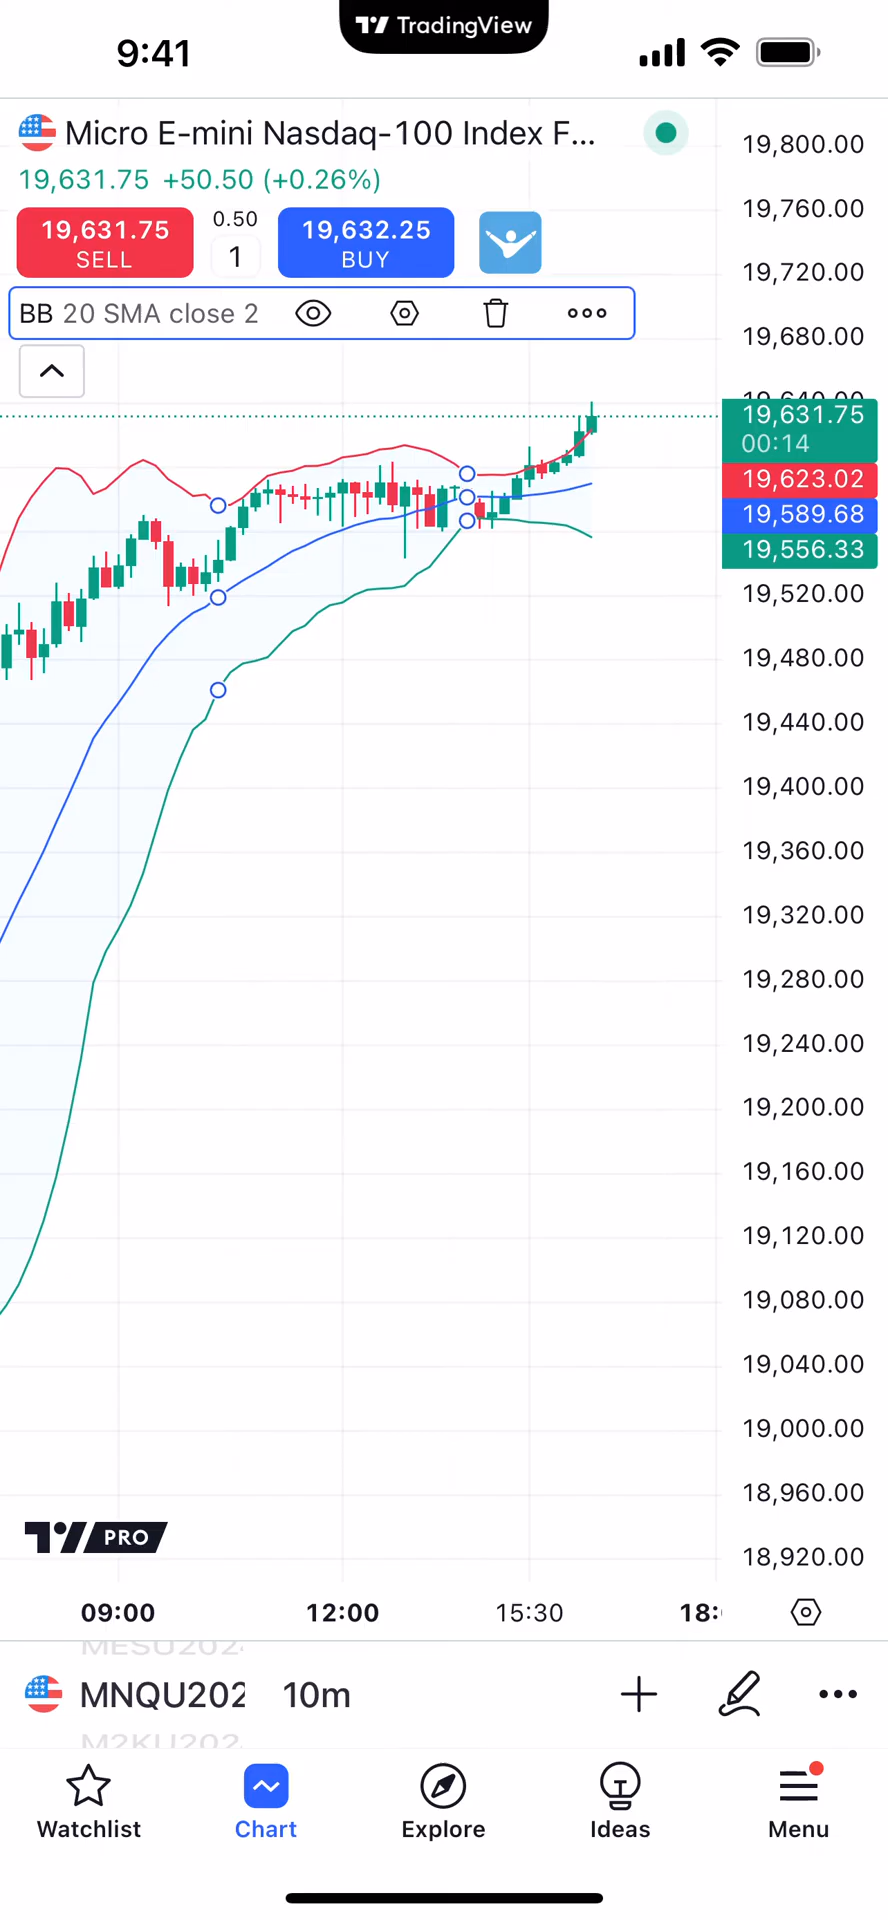 TradingView
9:41
Micro E-mini Nasdaq-100 Index F...
19,631.75 +50.50 (+0.26%)
19,631.75
SELL
0.50
1
19,632.25
BUY
BB 20 SMA close 2
19,800.00
19,760.00
19,720.00
19,680.00
19,640.00
19,631.75
00:14
19,623.02
19,589.68
19,556.33
19,520.00
19,480.00
19,440.00
19,400.00
19,360.00
19,320.00
19,280.00
19,240.00
19,200.00
19,160.00
19,120.00
19,080.00
19,040.00
19,000.00
18,960.00
18,920.00
PRO
09:00 12:00 15:30 18:
MESU202
MNQU202 10m
M2KU202
Watchlist Chart Explore Ideas Menu